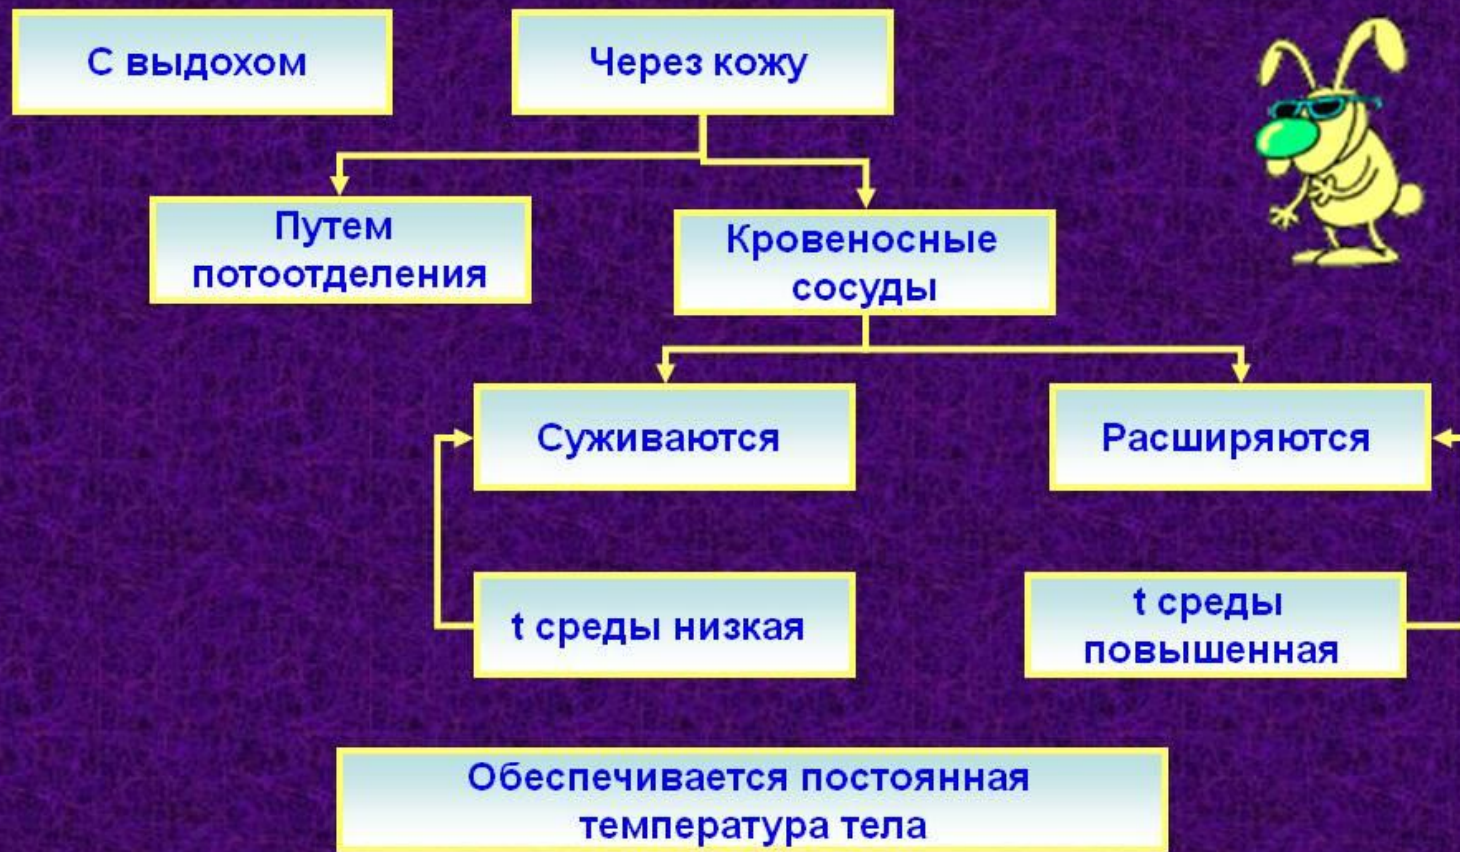 С выдохом
Через кожу
Путем
потоотделения
Кровеносные
сосуды
Суживаются
Расширяются
t среды низкая
t среды
повышенная
Обеспечивается постоянная
температура тела